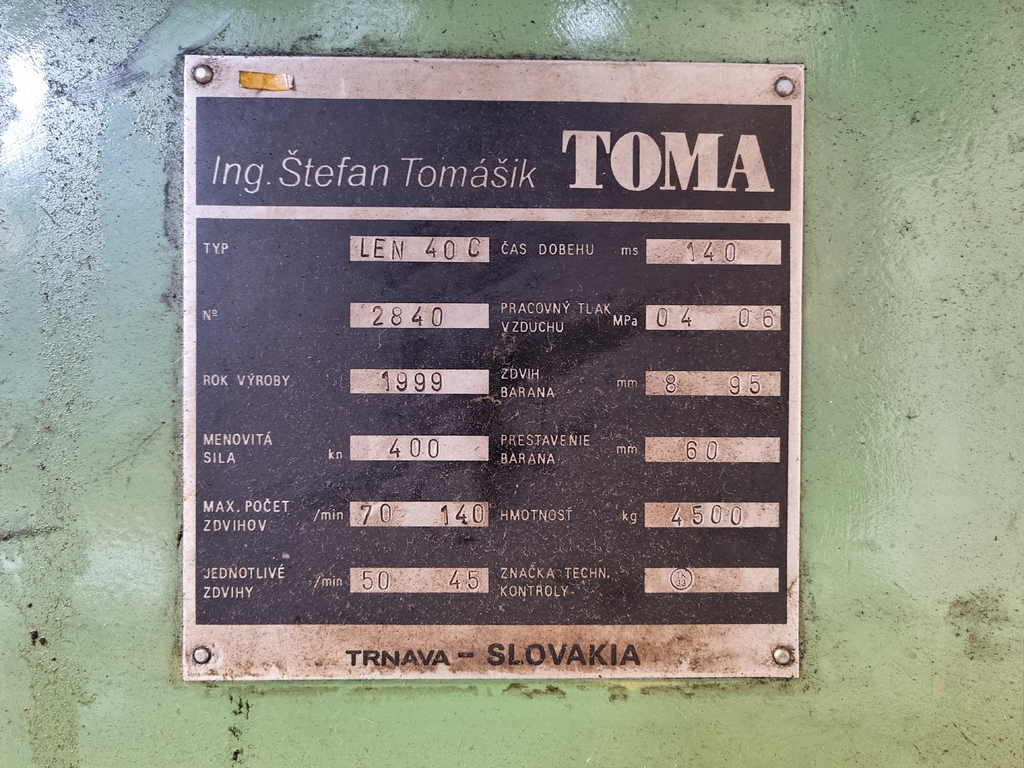 Ing. Štefan Tomášik TOMA
TYP LEN 40 C ČAS DOBEHU ms 140
Nº 2840 PRACOVNÝ TLAK
VZDUCHU MPa 04 06
ROK VÝROBY 1999 ZDVIH
BARANA mm 8 95
MENOVITÁ
SILA kn 400 PRESTAVENIE
BARANA mm 60
MAX. POČET
ZDVIHOV /min 70 140 HMOTNOSŤ kg 4500
JEDNOTLIVÉ
ZDVIHY /min 50 45 ZNAČKA TECHN.
KONTROLY
TRNAVA - SLOVAKIA